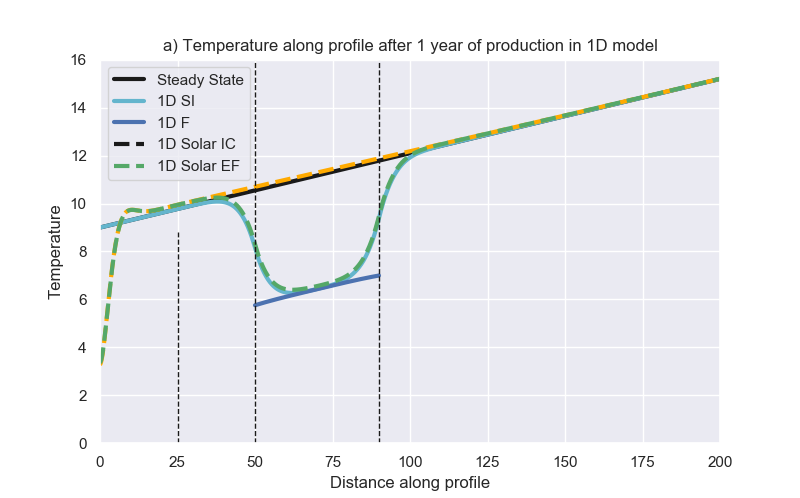 a) Temperature along profile after 1 year of production in 1D model
Steady State
1D SI
1D F
1D Solar IC
1D Solar EF
Temperature
16
14
12
10
8
6
4
2
0
0 25 50 75 100 125 150 175 200
Distance along profile